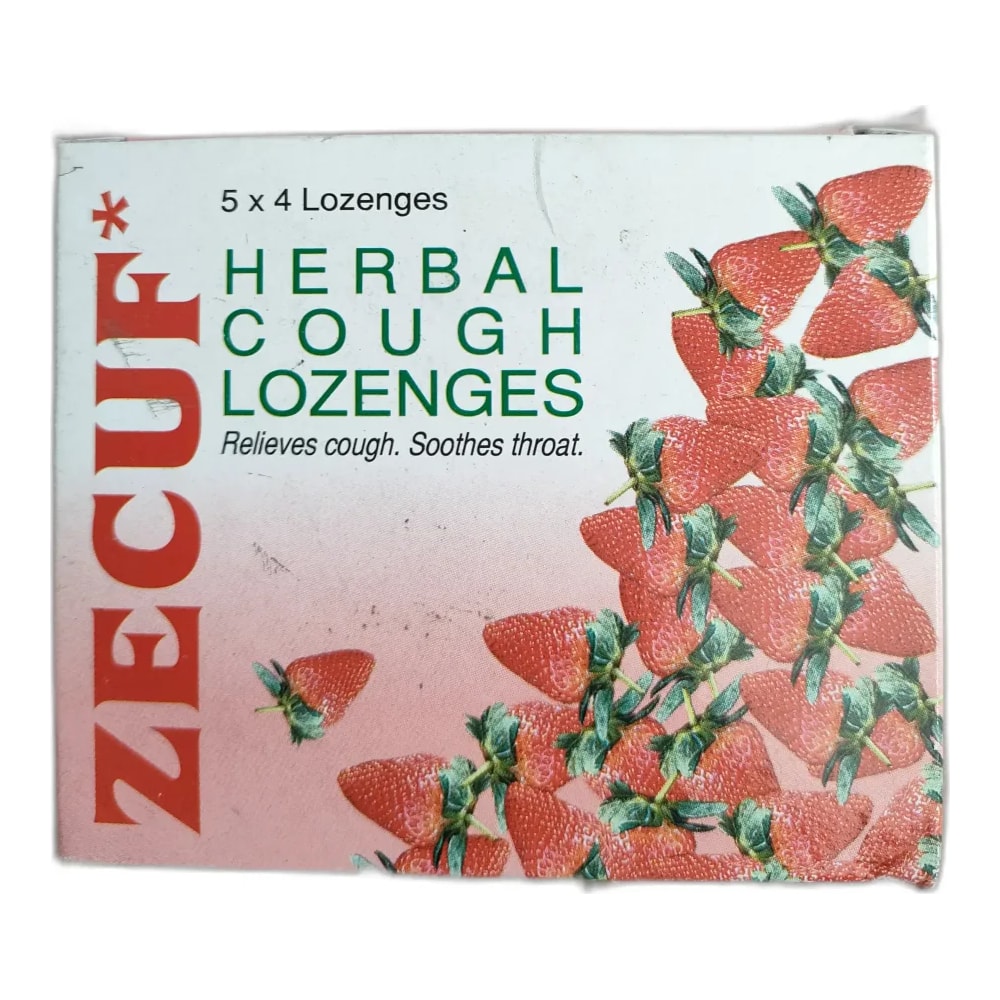 ZECUF*
5 x 4 Lozenges
HERBAL
COUGH
LOZENGES
Relieves cough. Soothes throat.